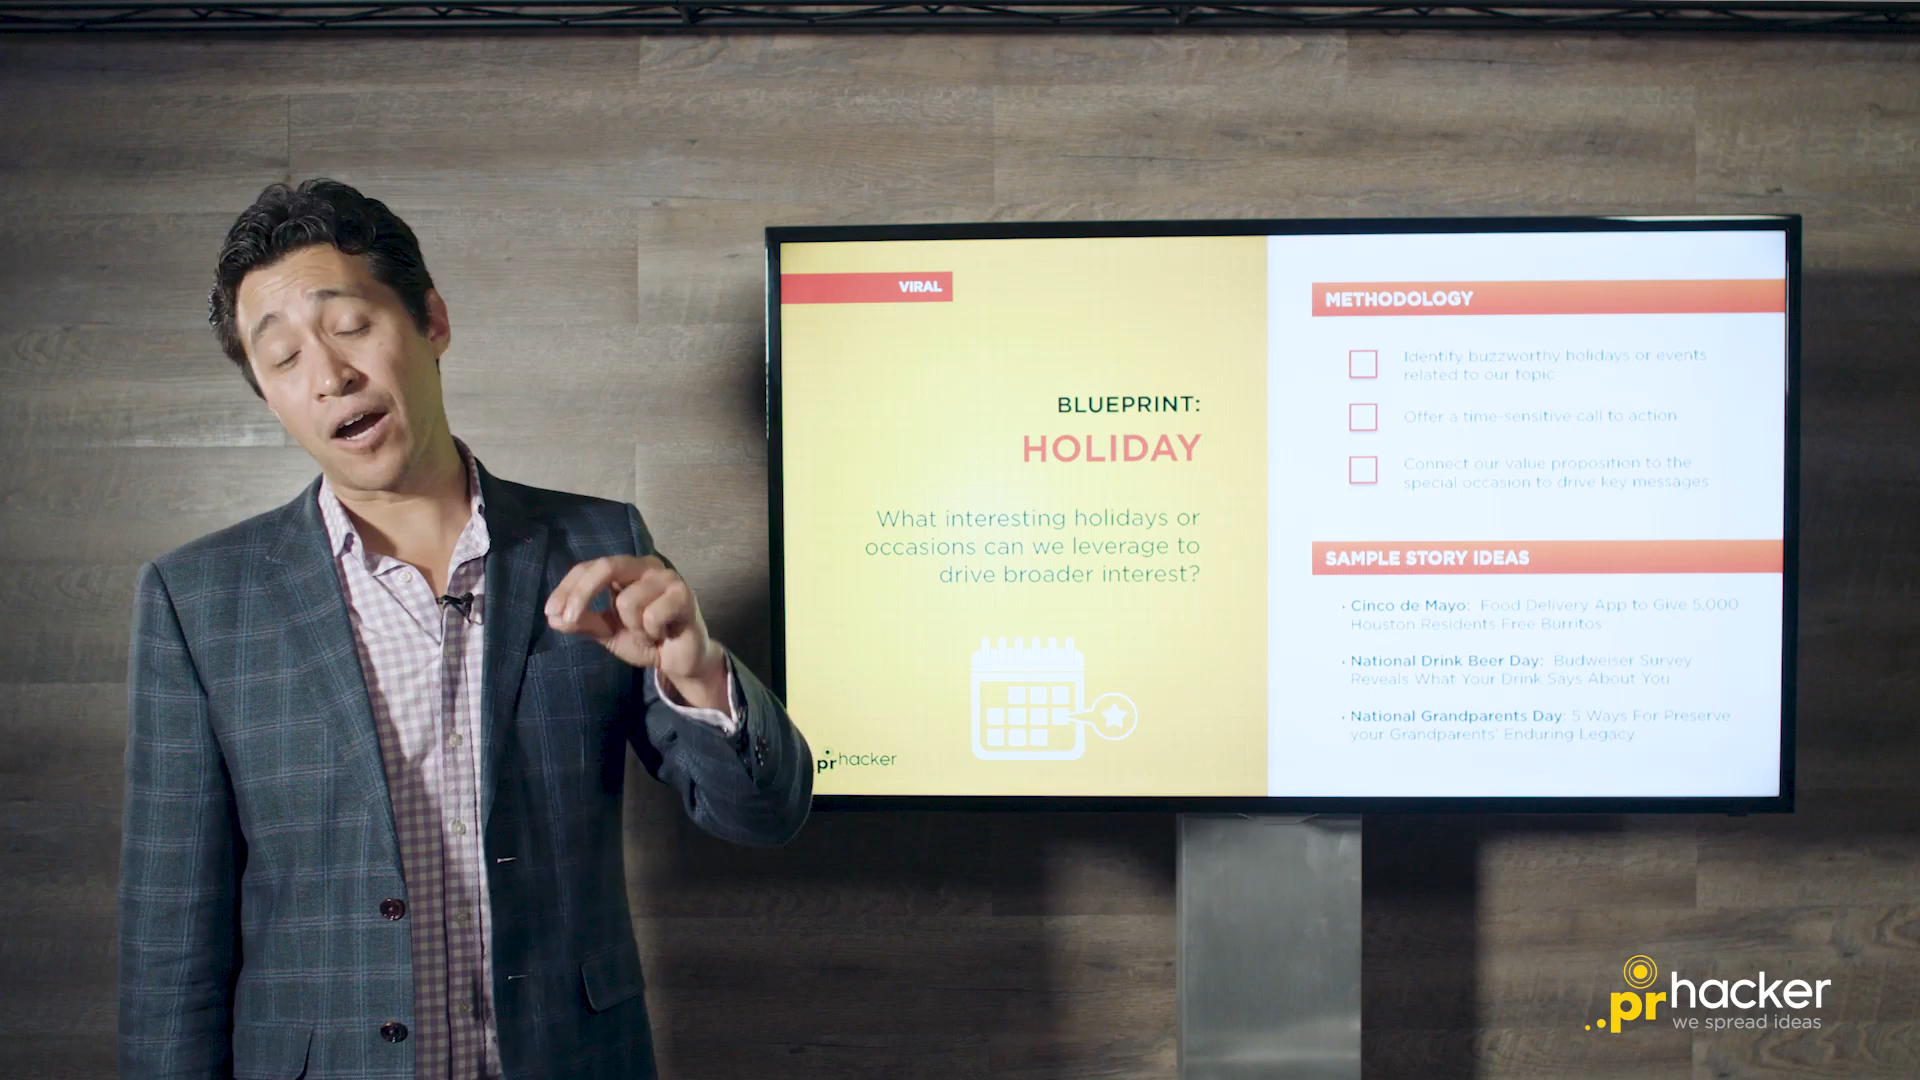 VIRAL
BLUEPRINT:
HOLIDAY
What interesting holidays or
occasions can we leverage to
drive broader interest?
prhacker
METHODOLOGY
Identify buzzworthy holidays or events
related to our topic
Offer a time-sensitive call to action
Connect our value proposition to the
special occasion to drive key messages
SAMPLE STORY IDEAS
· Cinco de Mayo: Food Delivery App to Give 5,000
Houston Residents Free Burritos
· National Drink Beer Day: Budweiser Survey
Reveals What Your Drink Says About You
· National Grandparents Day: 5 Ways For Preserve
your Grandparents' Enduring Legacy
..prhacker
we spread ideas